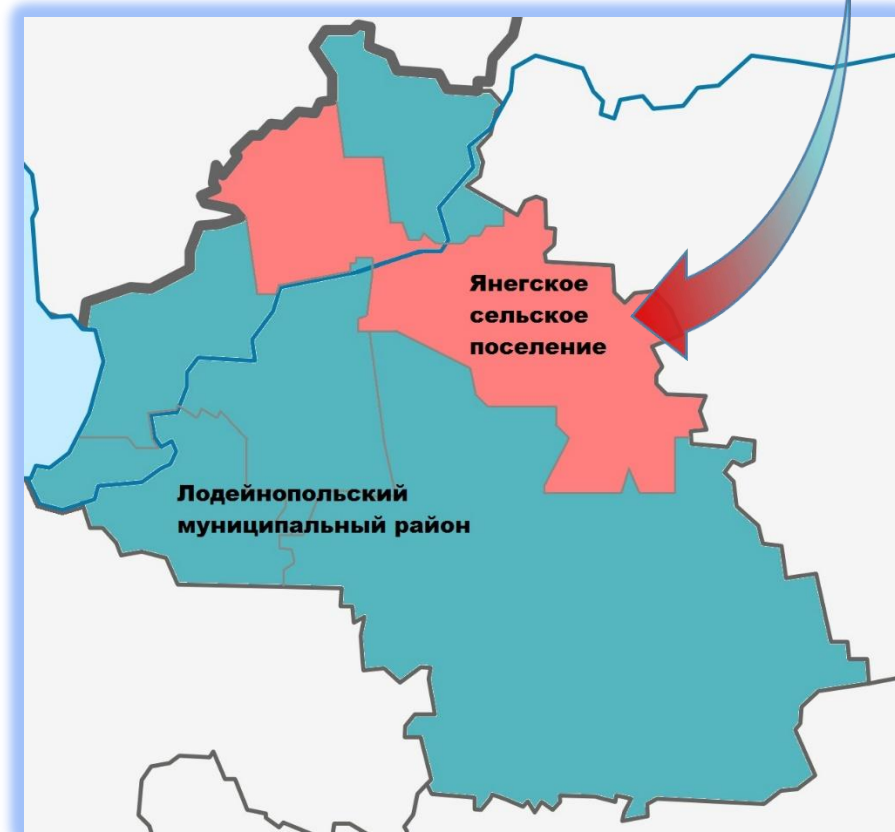 Янегское
сельское
поселение
Лодейнопольский
муниципальный район